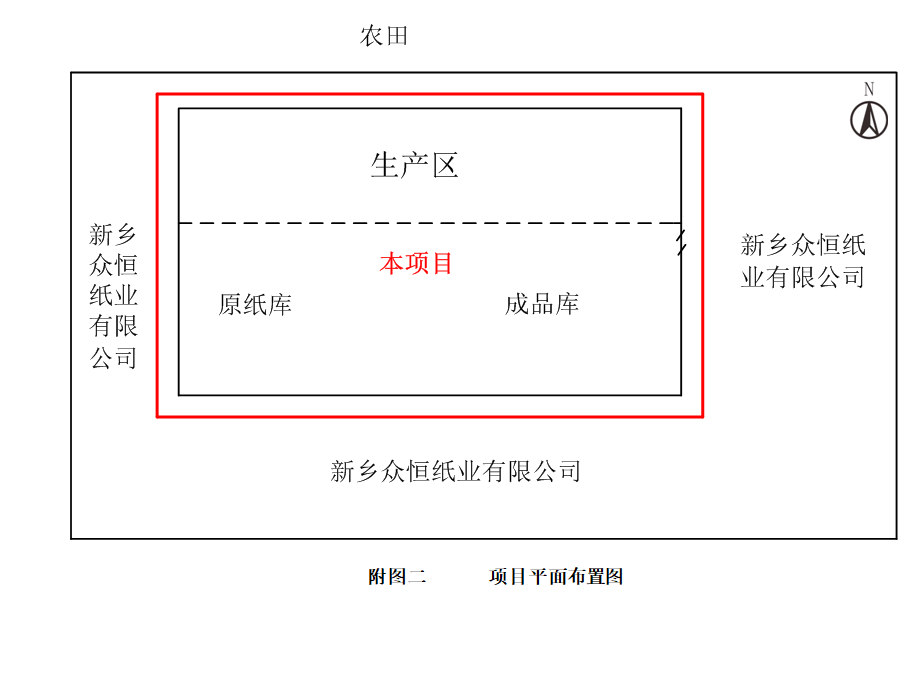 农田
N
生产区
新乡
众恒
纸业
有限
公司
本项目
原纸库
成品库
新乡众恒纸
业有限公司
新乡众恒纸业有限公司
附图二 项目平面布置图